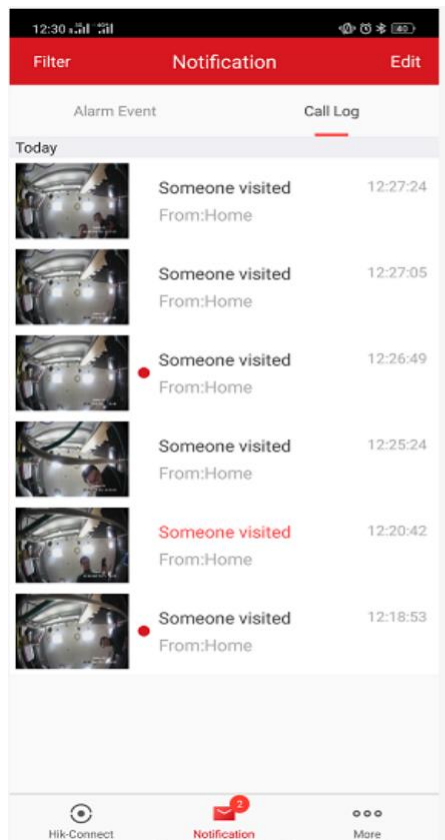 12:30
40
Filter
Notification
Edit
Alarm Event
Call Log
Today
Someone visited
12:27:24
From:Home
Someone visited
12:27:05
From:Home
Someone visited
12:26:49
From:Home
Someone visited
12:25:24
From:Home
Someone visited
12:20:42
From:Home
Someone visited
12:18:53
From:Home
2
Hik-Connect
Notification
More